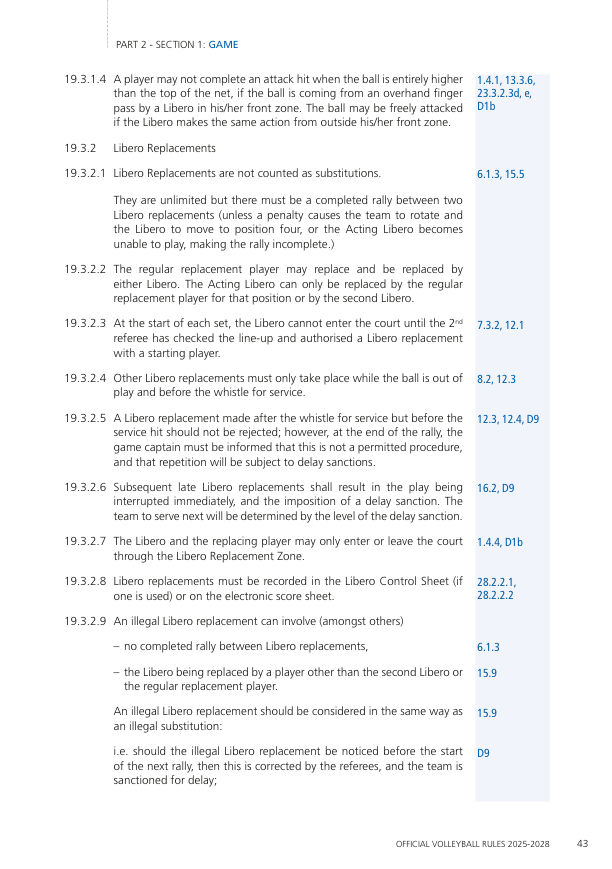 PART 2 - SECTION 1: GAME
19.3.1.4 A player may not complete an attack hit when the ball is entirely higher 1.4.1, 13.3.6,
than the top of the net, if the ball is coming from an overhand finger 23.3.2.3d, e,
pass by a Libero in his/her front zone. The ball may be freely attacked D1b
if the Libero makes the same action from outside his/her front zone.
19.3.2 Libero Replacements
19.3.2.1 Libero Replacements are not counted as substitutions. 6.1.3, 15.5
They are unlimited but there must be a completed rally between two
Libero replacements (unless a penalty causes the team to rotate and
the Libero to move to position four, or the Acting Libero becomes
unable to play, making the rally incomplete.)
19.3.2.2 The regular replacement player may replace and be replaced by
either Libero. The Acting Libero can only be replaced by the regular
replacement player for that position or by the second Libero.
19.3.2.3 At the start of each set, the Libero cannot enter the court until the 2nd 7.3.2, 12.1
referee has checked the line-up and authorised a Libero replacement
with a starting player.
19.3.2.4 Other Libero replacements must only take place while the ball is out of 8.2, 12.3
play and before the whistle for service.
19.3.2.5 A Libero replacement made after the whistle for service but before the 12.3, 12.4, D9
service hit should not be rejected; however, at the end of the rally, the
game captain must be informed that this is not a permitted procedure,
and that repetition will be subject to delay sanctions.
19.3.2.6 Subsequent late Libero replacements shall result in the play being 16.2, D9
interrupted immediately, and the imposition of a delay sanction. The
team to serve next will be determined by the level of the delay sanction.
19.3.2.7 The Libero and the replacing player may only enter or leave the court 1.4.4, D1b
through the Libero Replacement Zone.
19.3.2.8 Libero replacements must be recorded in the Libero Control Sheet (if 28.2.2.1,
one is used) or on the electronic score sheet. 28.2.2.2
19.3.2.9 An illegal Libero replacement can involve (amongst others)
– no completed rally between Libero replacements, 6.1.3
– the Libero being replaced by a player other than the second Libero or 15.9
the regular replacement player.
An illegal Libero replacement should be considered in the same way as 15.9
an illegal substitution:
i.e. should the illegal Libero replacement be noticed before the start D9
of the next rally, then this is corrected by the referees, and the team is
sanctioned for delay;
OFFICIAL VOLLEYBALL RULES 2025-2028 43